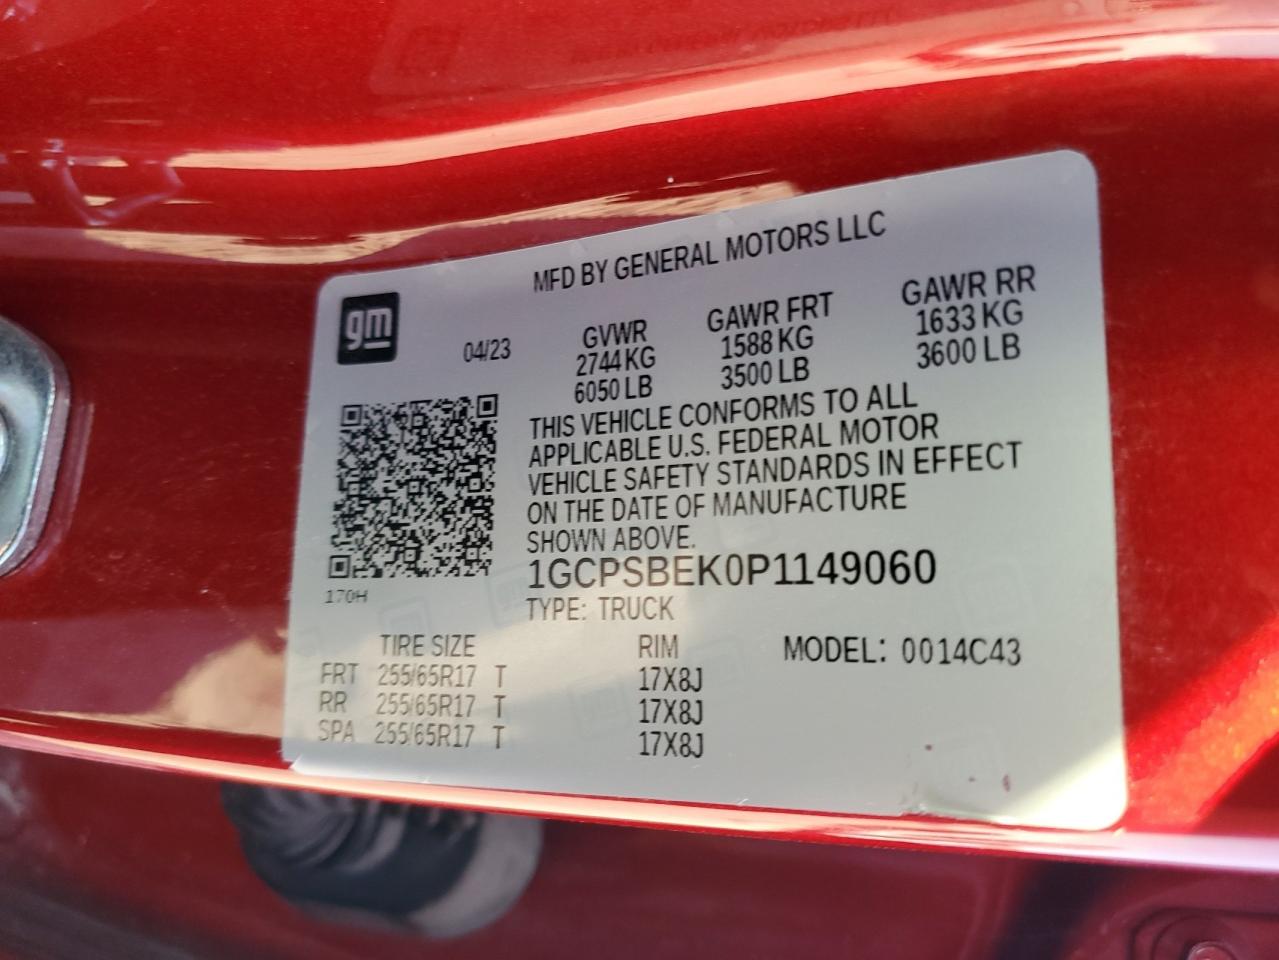 MFD BY GENERAL MOTORS LLC
gm
04/23
GVWR
2744 KG
6050 LB
GAWR FRT
1588 KG
3500 LB
GAWR RR
1633 KG
3600 LB
THIS VEHICLE CONFORMS TO ALL
APPLICABLE U.S. FEDERAL MOTOR
VEHICLE SAFETY STANDARDS IN EFFECT
ON THE DATE OF MANUFACTURE
SHOWN ABOVE.
170H
1GCPSBEK0P1149060
TYPE: TRUCK
TIRE SIZE RIM MODEL: 0014C43
FRT 255/65R17 T 17X8J
RR 255/65R17 T 17X8J
SPA 255/65R17 T 17X8J